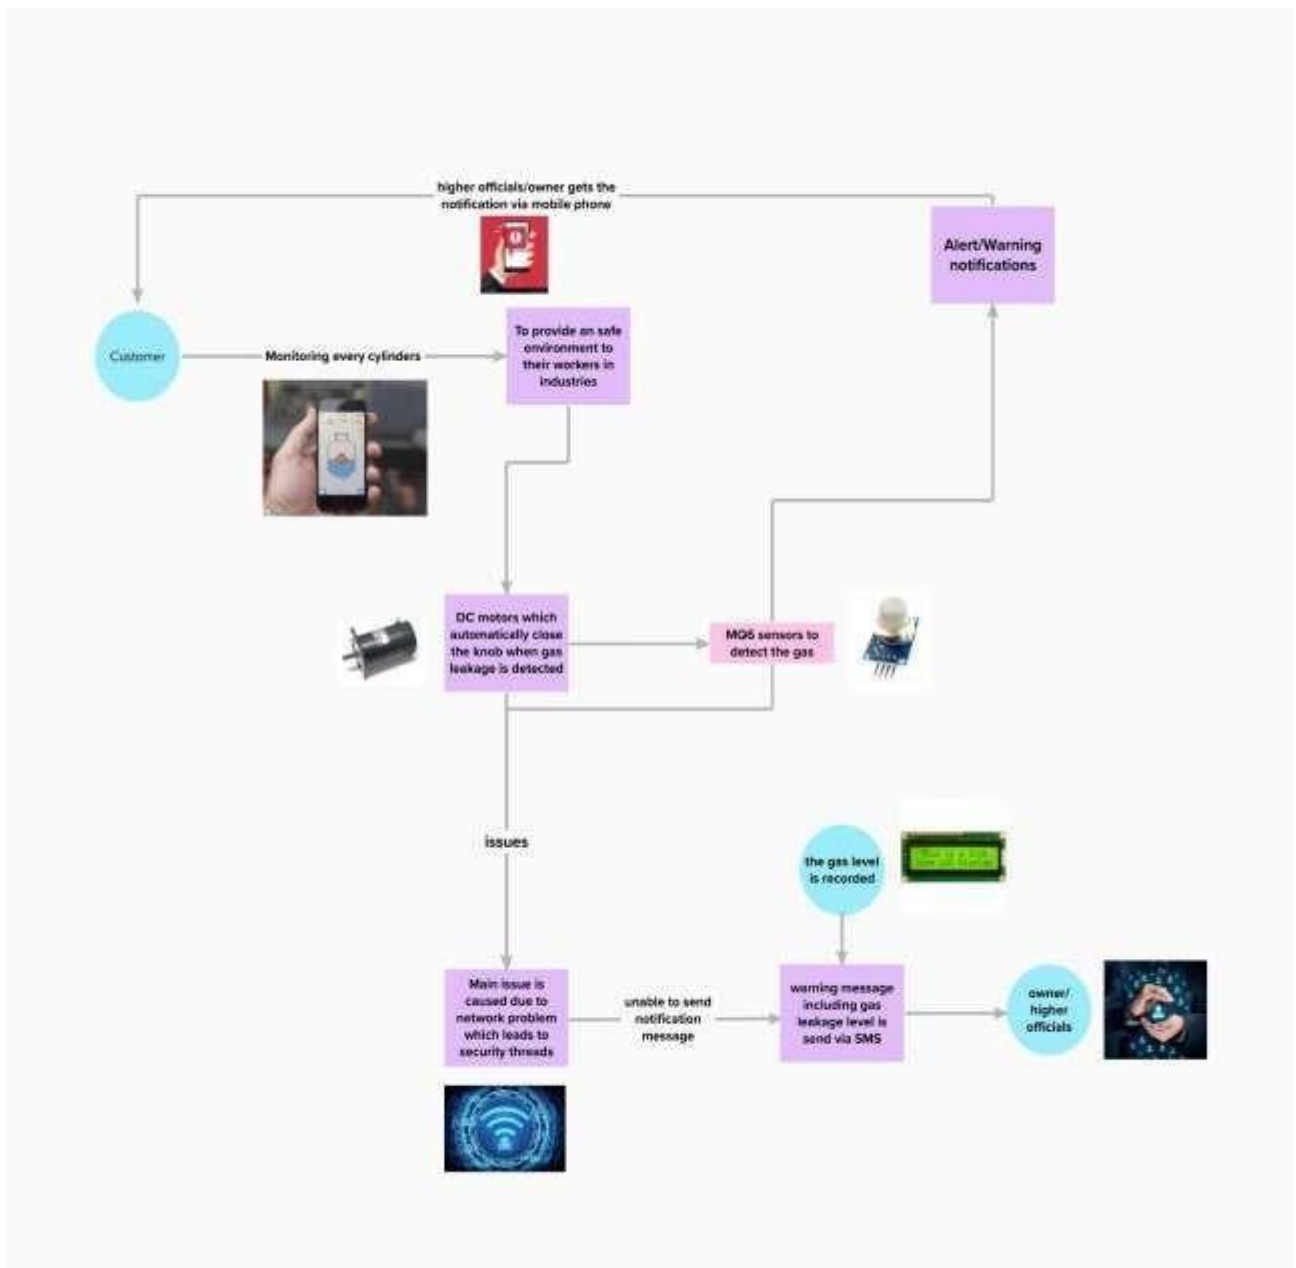 higher officials/owner gets the
notification via mobile phone
Alert/Warning
notifications
Customer
Monitoring every cylinders
To provide an safe
environment to
their workers in
industries
DC motors which
automatically close
the knob when gas
leakage is detected
MQ6 sensors to
detect the gas
issues
the gas level
is recorded
Main issue is
caused due to
network problem
which leads to
security threads
unable to send
notification
message
warning message
including gas
leakage level is
send via SMS
owner/
higher
officials